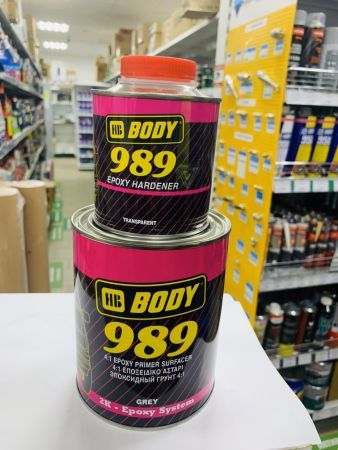 HB BODY
989
EPOXY HARDENER
TRANSPARENT
HB BODY
989
4:1 EPOXY PRIMER SURFACER
4:1 ΕΠΟΞΕΙΔΙΚΟ ΑΣΤΑΡΙ
ЭПОКСИДНЫЙ ГРУНТ 4:1
GREY
2K - Epoxy System